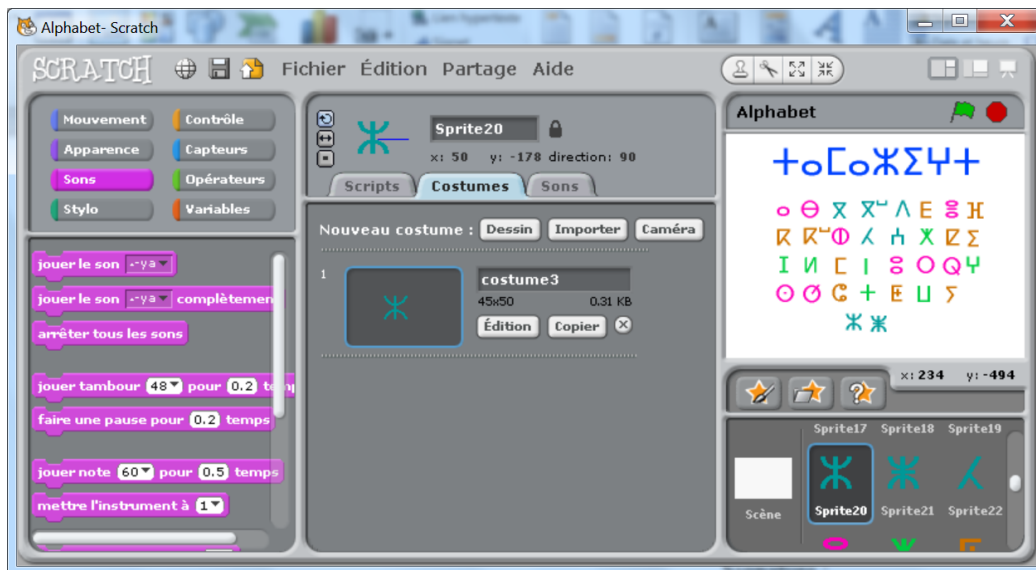 Alphabet- Scratch
SCRATCH Fichier Édition Partage Aide
Mouvement Contrôle
Apparence Capteurs
Sons Opérateurs
Stylo Variables
jouer le son ⴰ-ya
jouer le son ⴰ-ya complètemen
arrêter tous les sons
jouer tambour 48 pour 0.2 temp
faire une pause pour 0.2 temps
jouer note 60 pour 0.5 temps
mettre l'instrument à 1
Sprite20
x: 50 y: -178 direction: 90
Scripts Costumes Sons
Nouveau costume : Dessin Importer Caméra
1
ⵣ
costume3
45x50 0.31 KB
Édition Copier
Alphabet
ⵜⴰⵎⴰⵣⵉⵖⵜ
ⴰ ⴱ ⴳ ⴳⵯ ⴷ ⴹ ⴻ ⴼ
ⴽ ⴽⵯ ⵀ ⵃ ⵄ ⵅ ⵇ ⵉ
ⵊ ⵍ ⵎ ⵏ ⵓ ⵔ ⵕ ⵖ
ⵙ ⵚ ⵛ ⵜ ⵟ ⵡ ⵢ
ⵣ ⵥ
x: 234 y: -494
Sprite17 Sprite18 Sprite19
ⵣ ⵥ ⵃ
Scène Sprite20 Sprite21 Sprite22